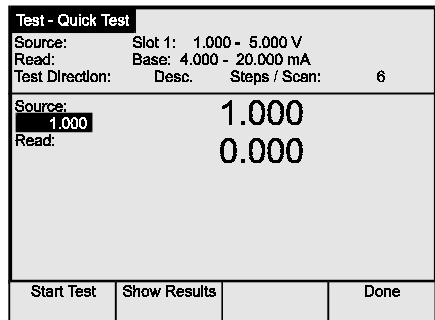 Test - Quick Test
Source: Slot 1: 1.000 - 5.000 V
Read: Base: 4.000 - 20.000 mA
Test Direction: Desc. Steps / Scan: 6
Source: 1.000
1.000
Read: 0.000
Start Test Show Results Done